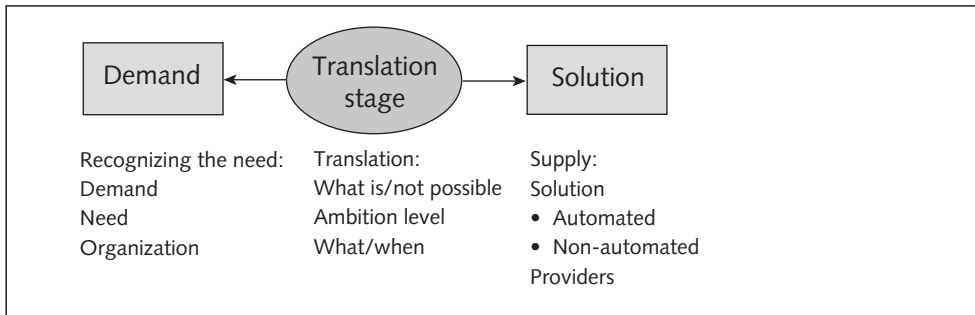 Demand
Translation
stage
Solution
Recognizing the need:
Demand
Need
Organization
Translation:
What is/not possible
Ambition level
What/when
Supply:
Solution
• Automated
• Non-automated
Providers